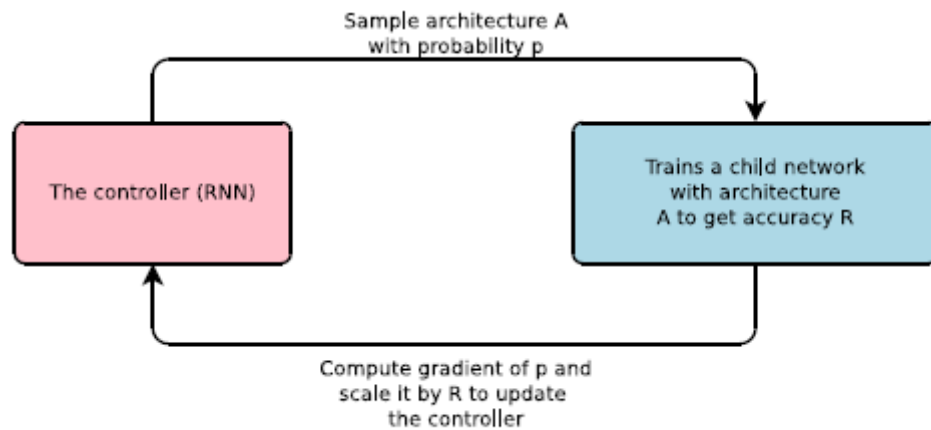 Sample architecture A
with probability p
The controller (RNN)
Trains a child network
with architecture
A to get accuracy R
Compute gradient of p and
scale it by R to update
the controller